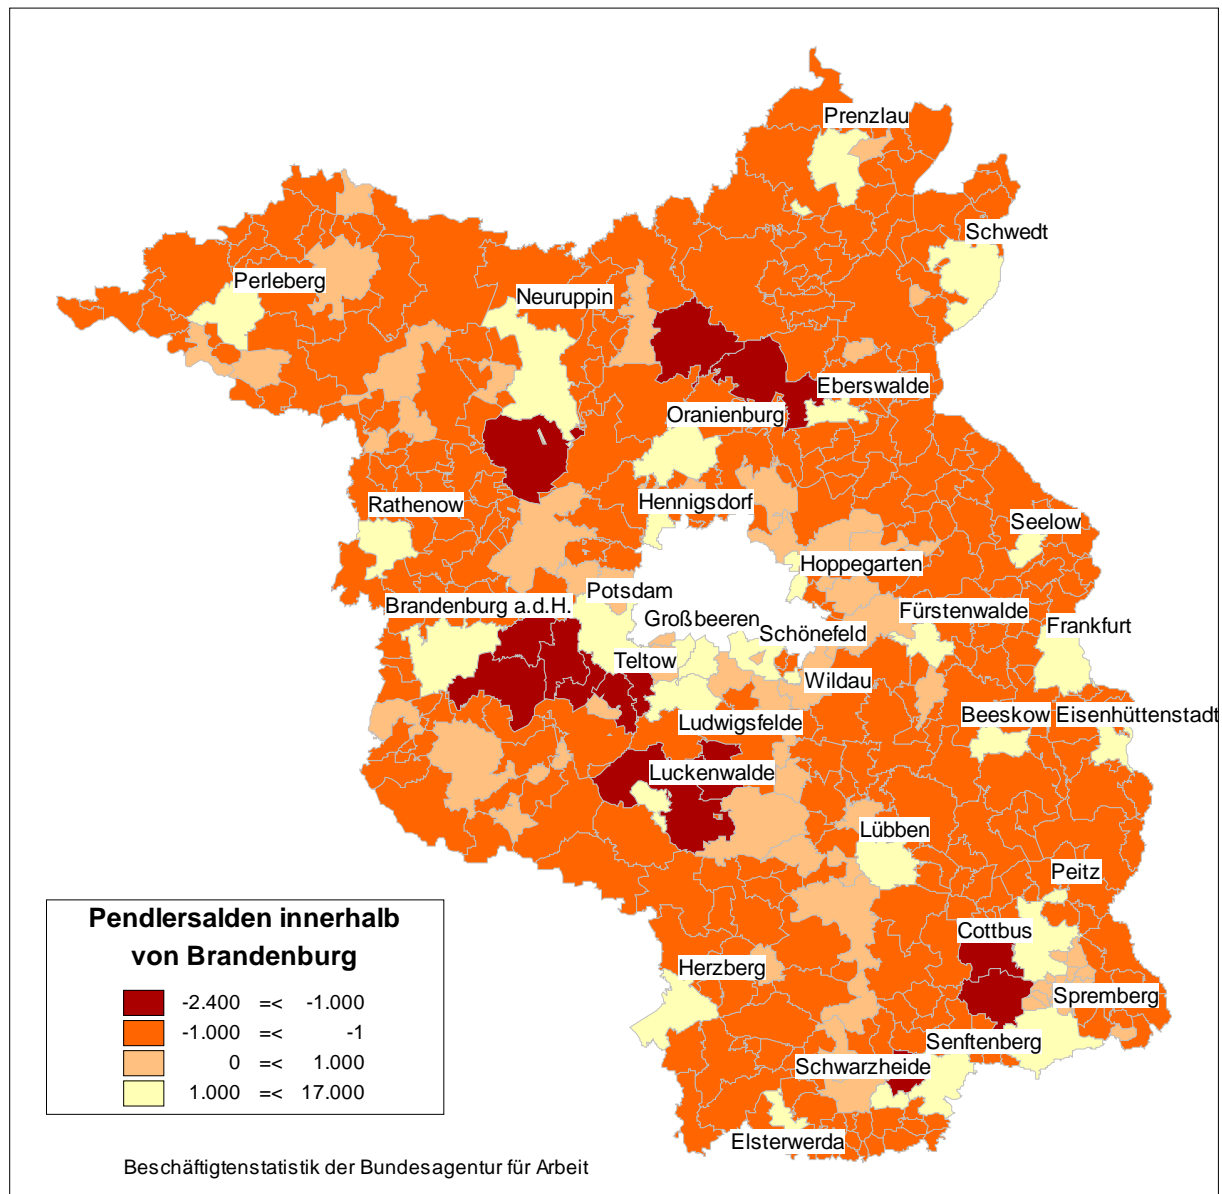 Prenzlau
Schwedt
Perleberg
Neuruppin
Eberswalde
Oranienburg
Rathenow
Hennigsdorf
Seelow
Hoppegarten
Potsdam
Brandenburg a.d.H.
Großbeeren
Fürstenwalde
Schönefeld
Frankfurt
Teltow
Wildau
Ludwigsfelde
Beeskow
Eisenhüttenstadt
Luckenwalde
Lübben
Peitz
Cottbus
Herzberg
Spremberg
Senftenberg
Schwarzheide
Elsterwerda
Pendlersalden innerhalb
von Brandenburg
-2.400 =< -1.000
-1.000 =< -1
0 =< 1.000
1.000 =< 17.000
Beschäftigtenstatistik der Bundesagentur für Arbeit